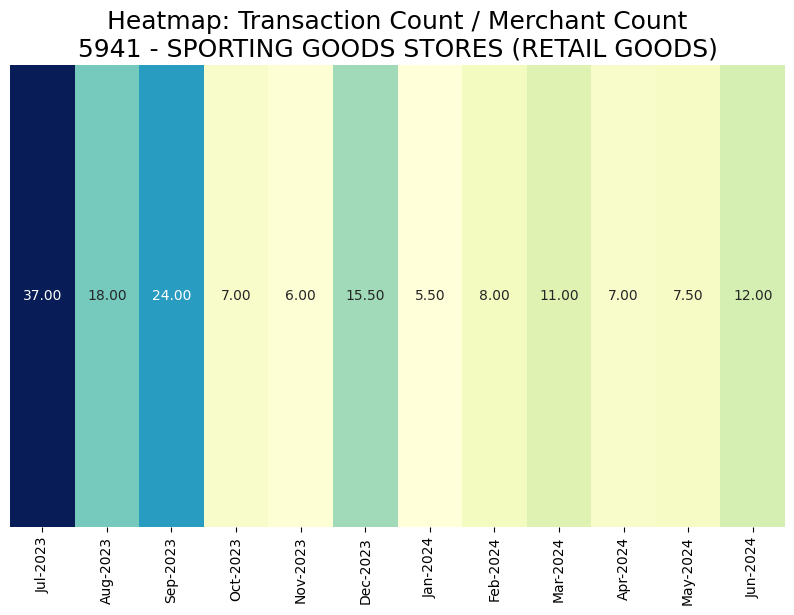 Heatmap: Transaction Count / Merchant Count
5941 - SPORTING GOODS STORES (RETAIL GOODS)
37.00 18.00 24.00 7.00 6.00 15.50 5.50 8.00 11.00 7.00 7.50 12.00
Jul-2023 Aug-2023 Sep-2023 Oct-2023 Nov-2023 Dec-2023 Jan-2024 Feb-2024 Mar-2024 Apr-2024 May-2024 Jun-2024